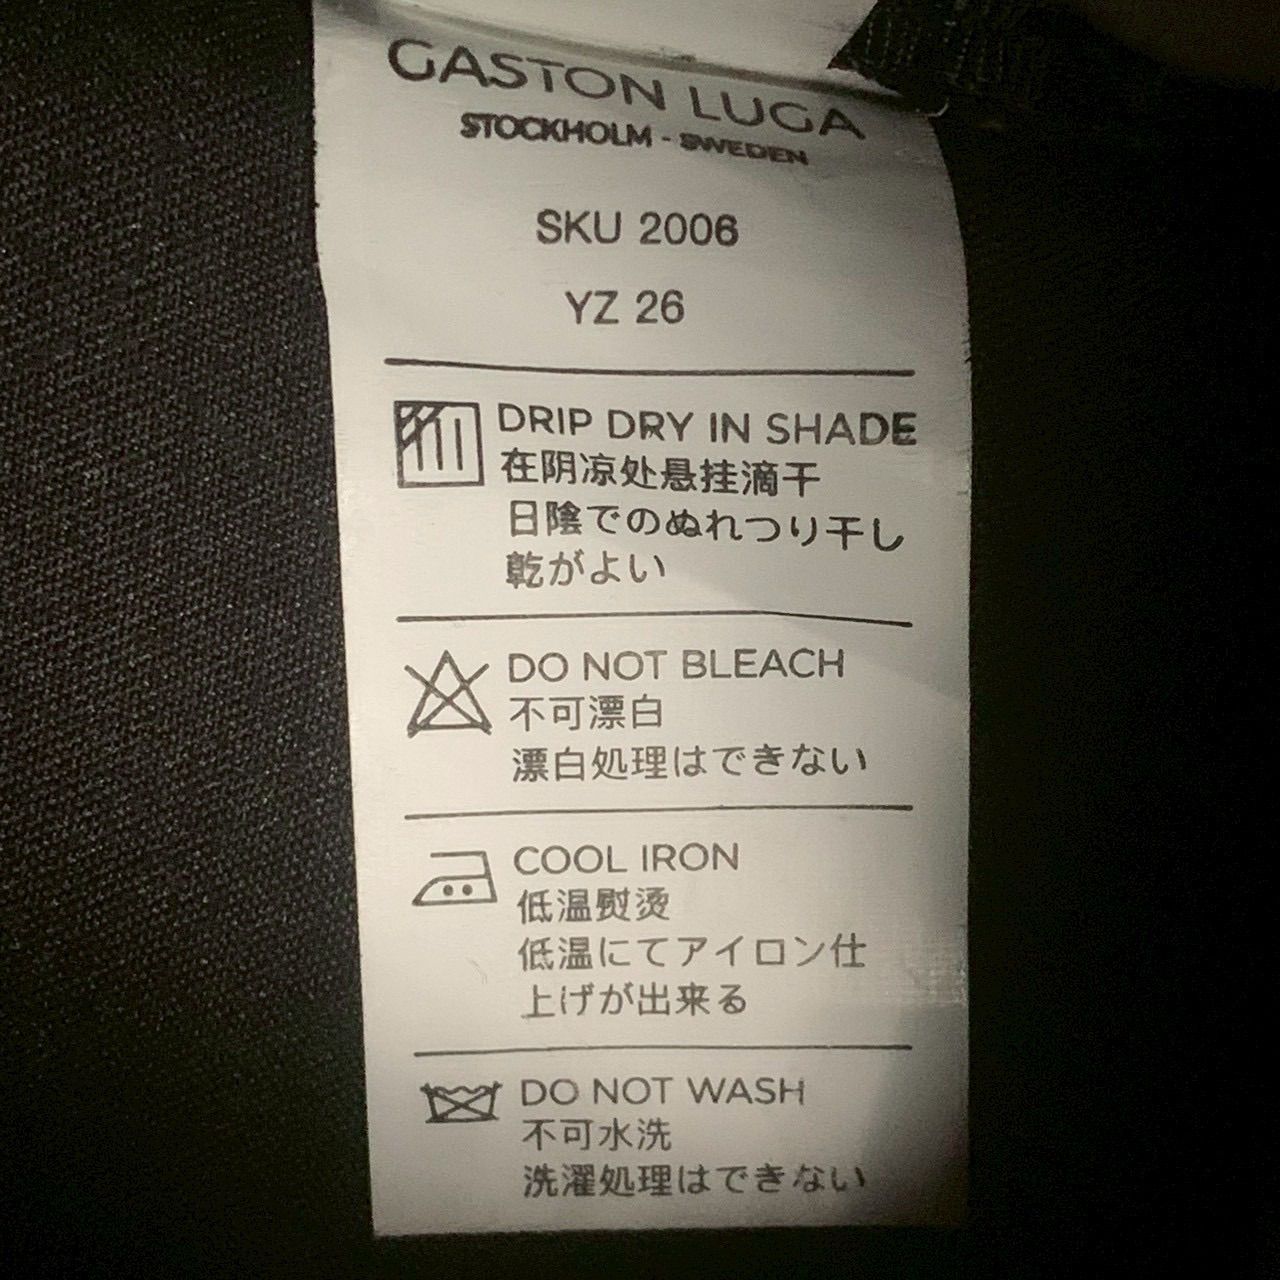 GASTON LUGA
STOCKHOLM - SWEDEN
SKU 2006
YZ 26
DRIP DRY IN SHADE
在阴凉处悬挂滴干
日陰でのぬれつり干し
乾がよい
DO NOT BLEACH
不可漂白
漂白処理はできない
COOL IRON
低温熨烫
低温にてアイロン仕
上げが出来る
DO NOT WASH
不可水洗
洗濯処理はできない